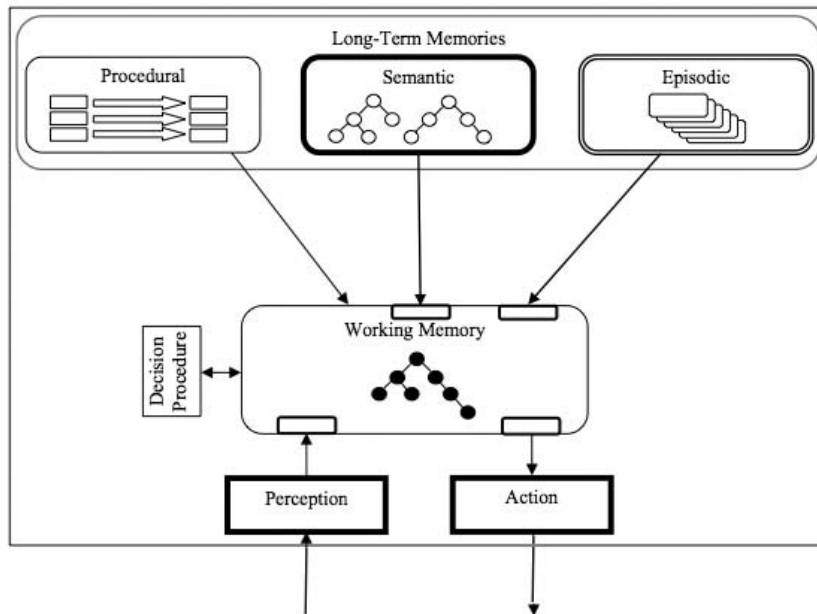 Long-Term Memories
Procedural
Semantic
Episodic
Working Memory
Decision
Procedure
Perception
Action